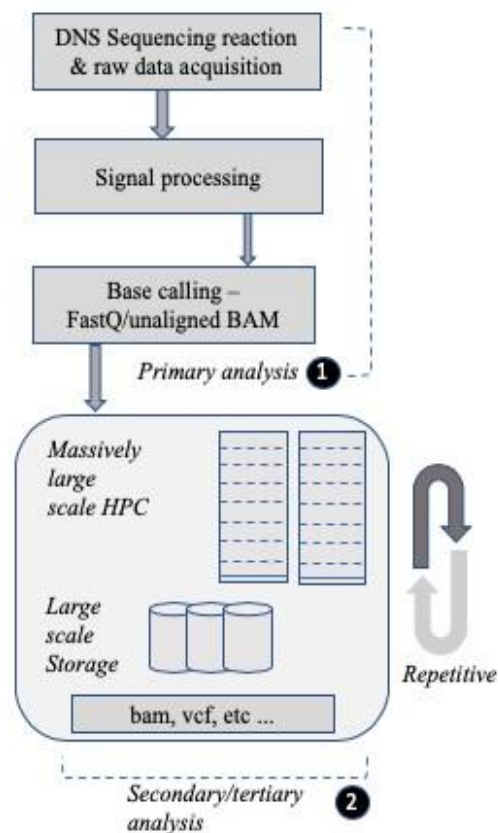 DNS Sequencing reaction
& raw data acquisition
Signal processing
Base calling –
FastQ/unaligned BAM
Primary analysis 1
Massively
large
scale HPC
Large
scale
Storage
Repetitive
bam, vcf, etc ...
Secondary/tertiary 2
analysis